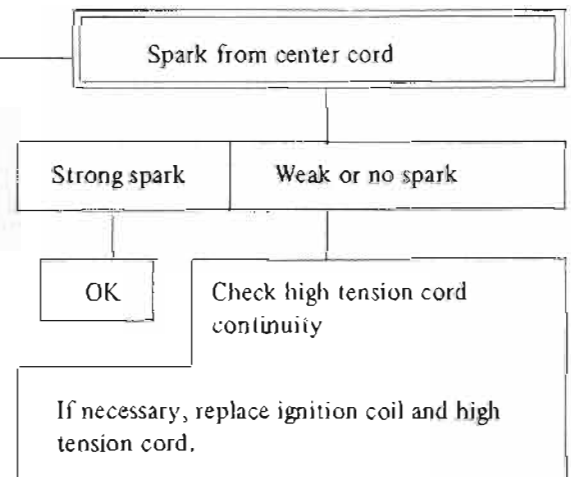 Spark from center cord
Strong spark
Weak or no spark
OK
Check high tension cord
continuity
If necessary, replace ignition coil and high
tension cord.